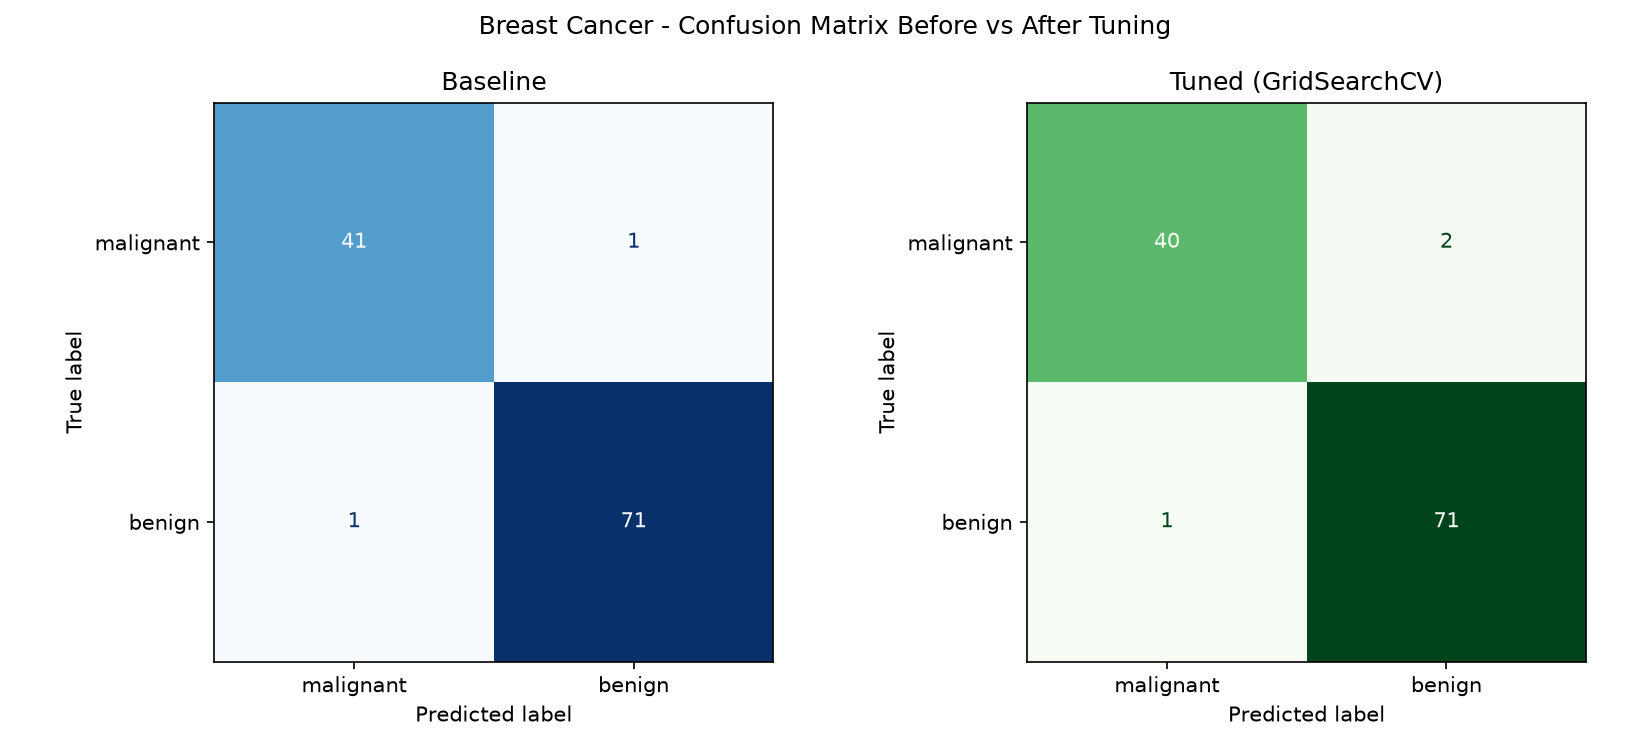 Breast Cancer - Confusion Matrix Before vs After Tuning
Baseline
True label
malignant
benign
41
1
1
71
malignant
benign
Predicted label
Tuned (GridSearchCV)
True label
malignant
benign
40
2
1
71
malignant
benign
Predicted label